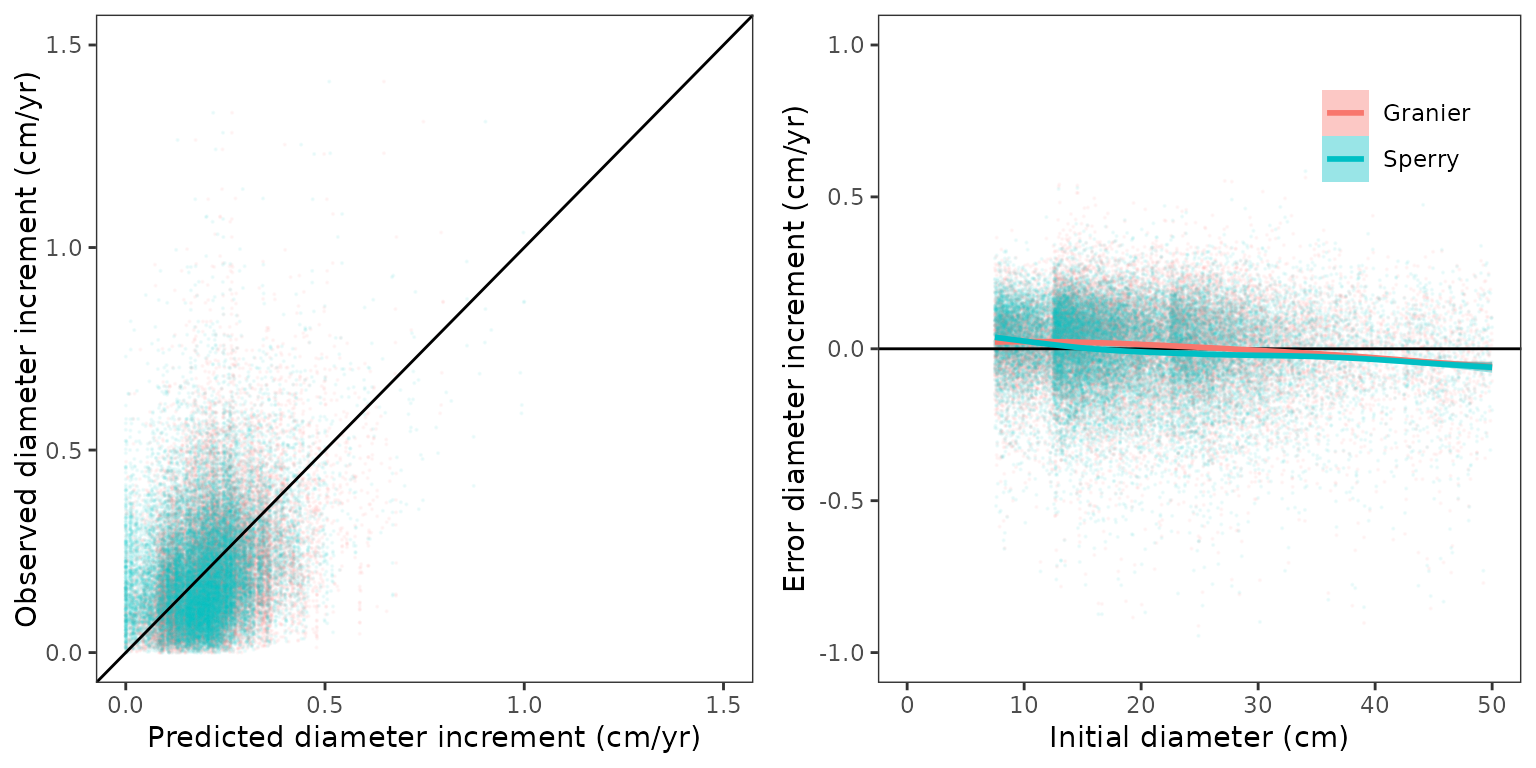 Observed diameter increment (cm/yr)
1.5
1.0
0.5
0.0
0.0 0.5 1.0 1.5
Predicted diameter increment (cm/yr)
Error diameter increment (cm/yr)
1.0
0.5
0.0
-0.5
-1.0
Granier
Sperry
0 10 20 30 40 50
Initial diameter (cm)